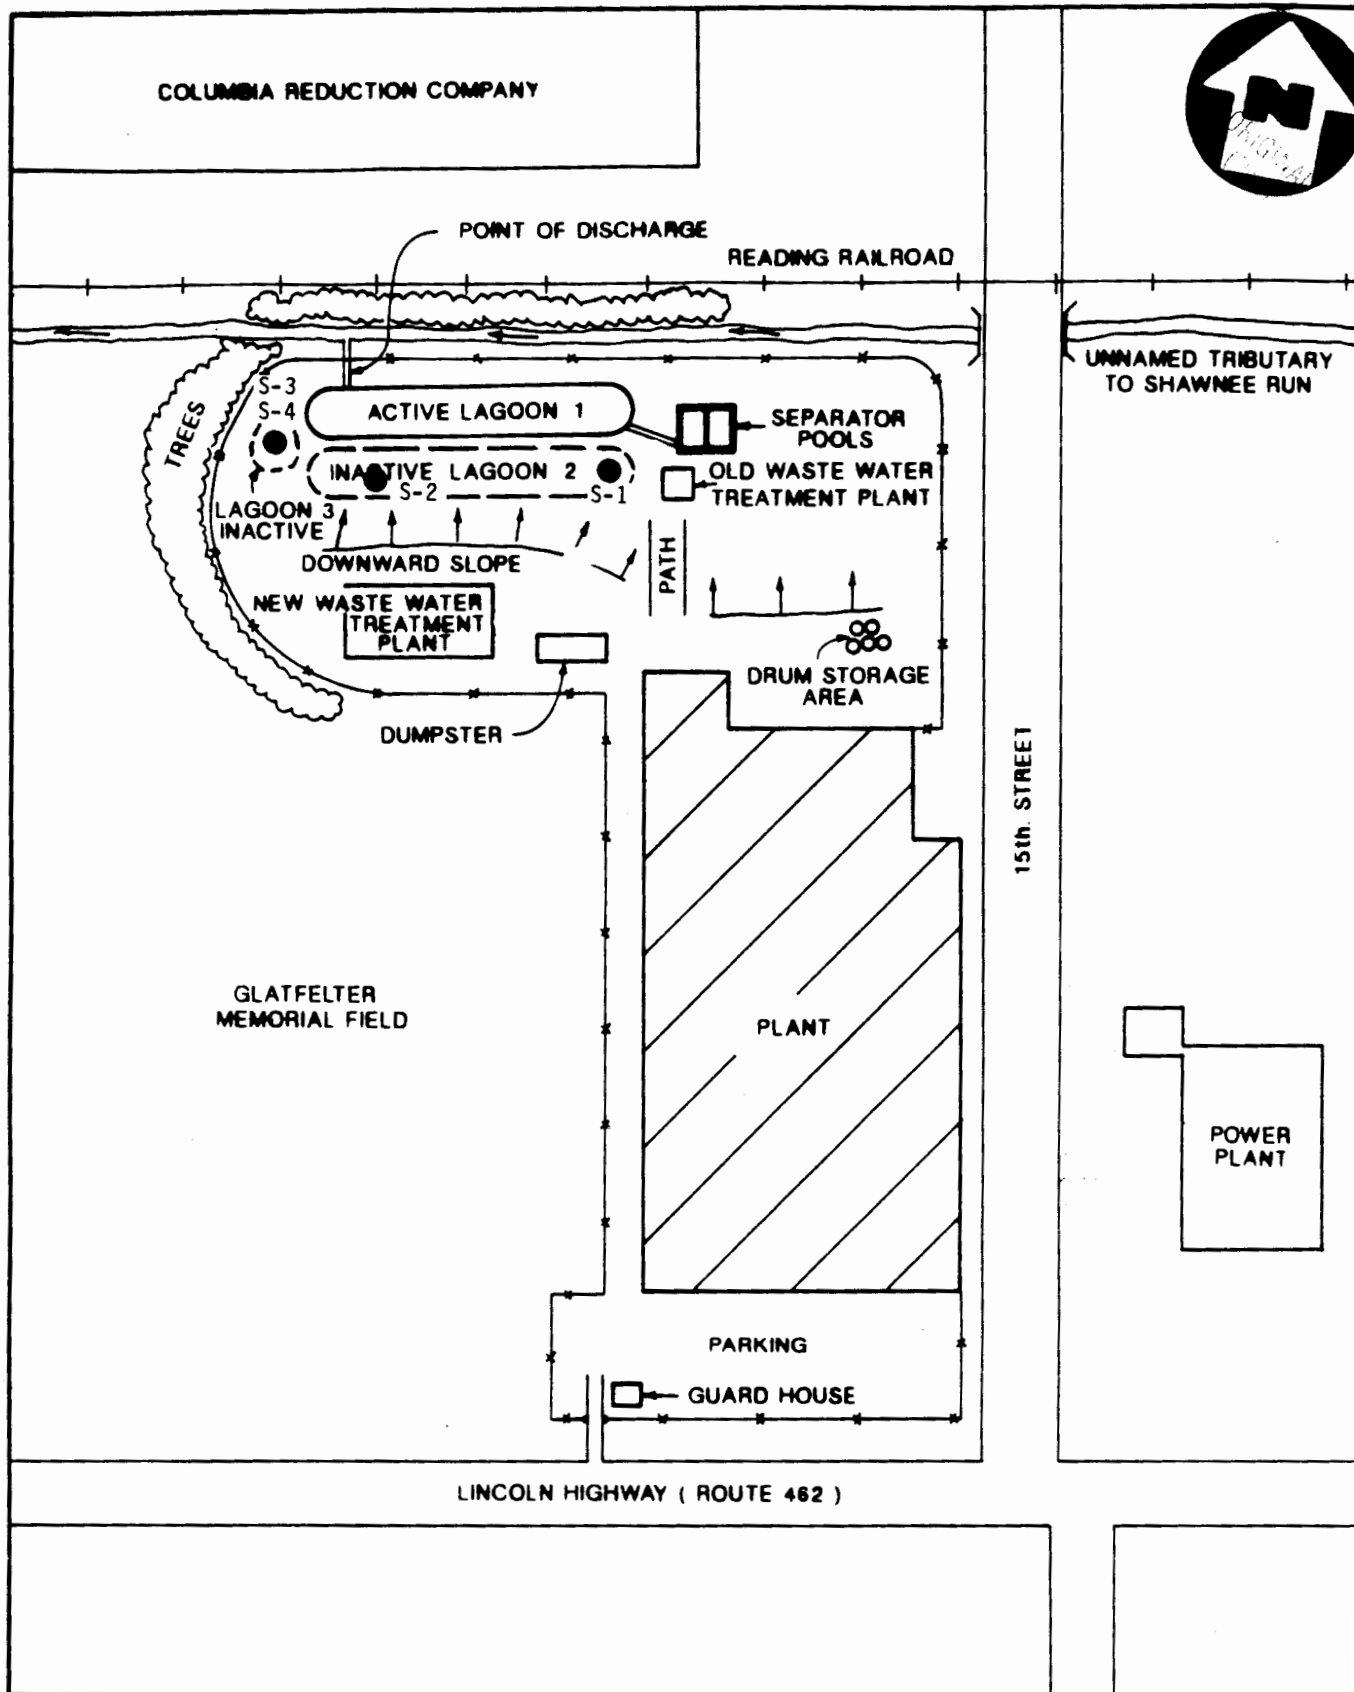 COLUMBIA REDUCTION COMPANY
N
ORIGINAL
POINT OF DISCHARGE
READING RAILROAD
UNNAMED TRIBUTARY
TO SHAWNEE RUN
TREES
S-3
S-4
ACTIVE LAGOON 1
SEPARATOR
POOLS
INACTIVE LAGOON 2
S-2
S-1
OLD WASTE WATER
TREATMENT PLANT
LAGOON 3
INACTIVE
DOWNWARD SLOPE
PATH
NEW WASTE WATER
TREATMENT
PLANT
DRUM STORAGE
AREA
DUMPSTER
15th. STREET
GLATFELTER
MEMORIAL FIELD
PLANT
POWER
PLANT
PARKING
GUARD HOUSE
LINCOLN HIGHWAY ( ROUTE 462 )